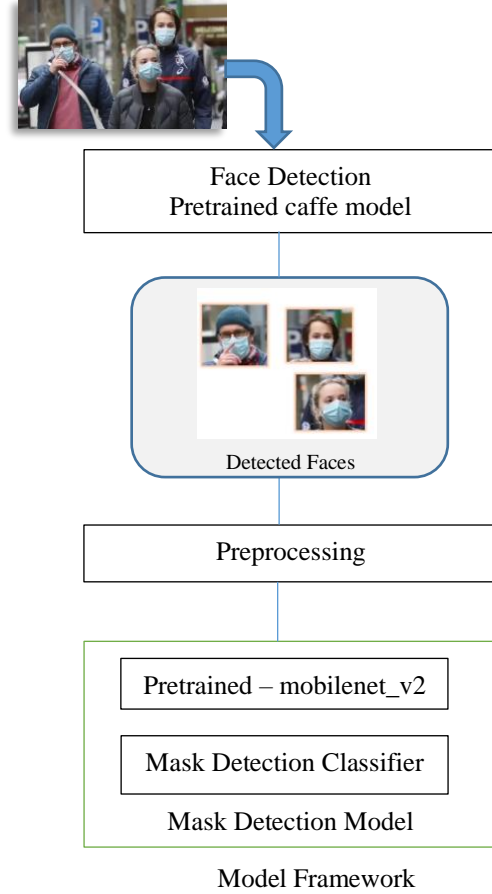 Face Detection
Pretrained caffe model
Detected Faces
Preprocessing
Pretrained – mobilenet_v2
Mask Detection Classifier
Mask Detection Model
Model Framework